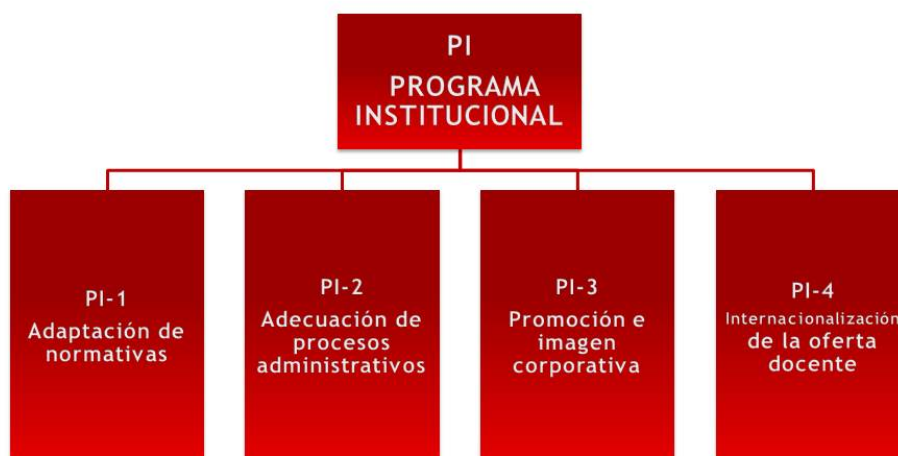 PI
PROGRAMA
INSTITUCIONAL
PI-1
Adaptación de
normativas
PI-2
Adecuación de
procesos
administrativos
PI-3
Promoción e
imagen
corporativa
PI-4
Internacionalización
de la oferta
docente